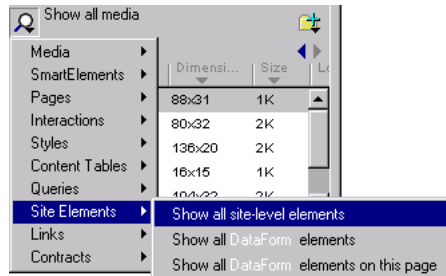 Show all media
Media
SmartElements
Pages
Interactions
Styles
Content Tables
Queries
Site Elements
Links
Contracts
Dimensi... Size
88x31 1K
80x32 2K
136x20 2K
16x15 1K
104x32 2K
Show all site-level elements
Show all DataForm elements
Show all DataForm elements on this page